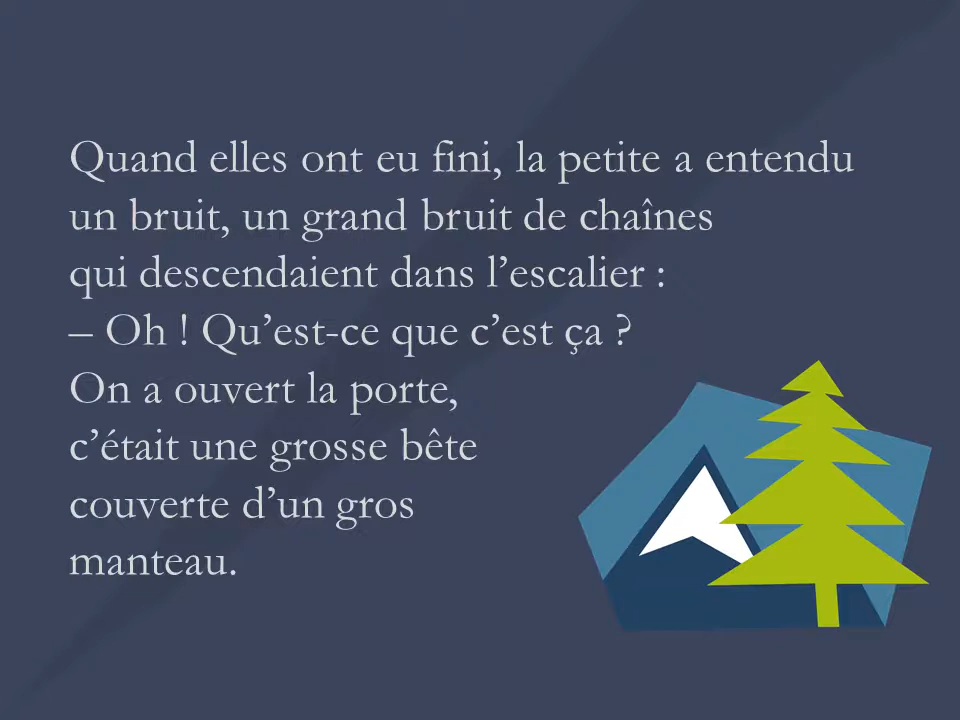 Quand elles ont eu fini, la petite a entendu
un bruit, un grand bruit de chaînes
qui descendaient dans l’escalier :
– Oh ! Qu’est-ce que c’est ça ?
On a ouvert la porte,
c’était une grosse bête
couverte d’un gros
manteau.